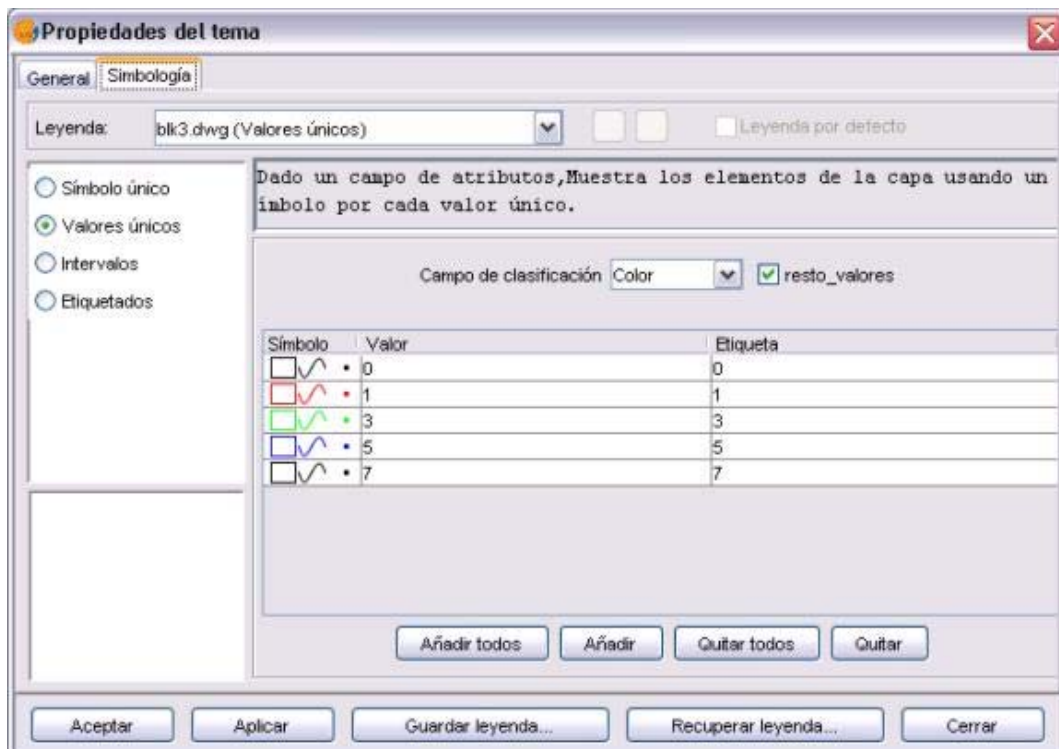 Propiedades del tema
General Simbología
Leyenda: blk3.dwg (Valores únicos) Leyenda por defecto
Símbolo único
Valores únicos
Intervalos
Etiquetados
Dado un campo de atributos,Muestra los elementos de la capa usando un
ímbolo por cada valor único.
Campo de clasificación Color resto_valores
Símbolo Valor Etiqueta
0 0
1 1
3 3
5 5
7 7
Añadir todos Añadir Quitar todos Quitar
Aceptar Aplicar Guardar leyenda... Recuperar leyenda... Cerrar